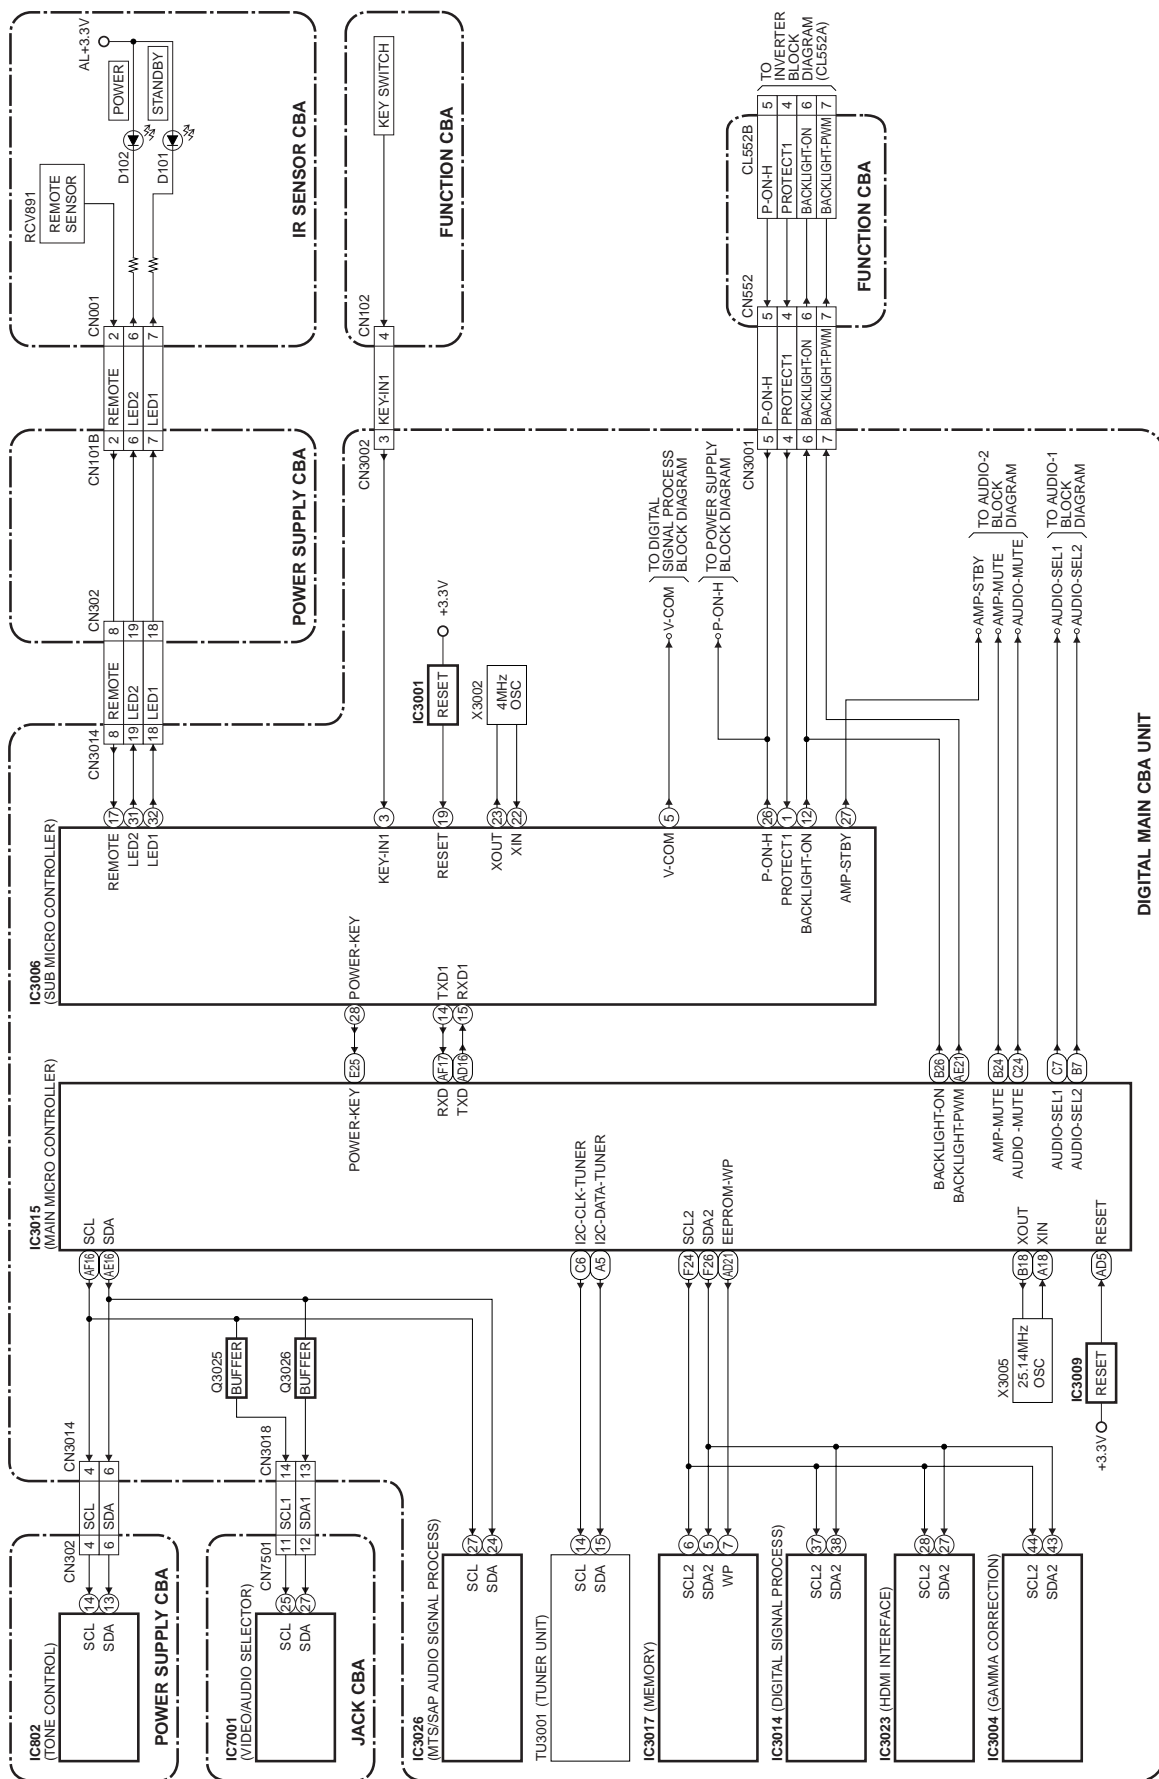 AL+3.3V
POWER
STANDBY
D102
D101
RCV891
REMOTE
SENSOR
IR SENSOR CBA
CN001
2
6
7
REMOTE
LED2
LED1
CN101B
2
6
7
POWER SUPPLY CBA
CN302
8
19
18
REMOTE
LED2
LED1
CN3014
8
19
18
KEY SWITCH
FUNCTION CBA
CN102
4
KEY-IN1
CN3002
3
TO
INVERTER
BLOCK
DIAGRAM
(CL552A)
CL552B
5 P-ON-H
4 PROTECT1
6 BACKLIGHT-ON
7 BACKLIGHT-PWM
FUNCTION CBA
CN552
5
4
6
7
P-ON-H
PROTECT1
BACKLIGHT-ON
BACKLIGHT-PWM
CN3001
5
4
6
7
IC3001
RESET
+3.3V
X3002
4MHz
OSC
V-COM
TO DIGITAL
SIGNAL PROCESS
BLOCK DIAGRAM
P-ON-H
TO POWER SUPPLY
BLOCK DIAGRAM
AMP-STBY
AMP-MUTE
AUDIO-MUTE
TO AUDIO-2
BLOCK
DIAGRAM
AUDIO-SEL1
AUDIO-SEL2
TO AUDIO-1
BLOCK
DIAGRAM
DIGITAL MAIN CBA UNIT
IC3006
(SUB MICRO CONTROLLER)
REMOTE 17
LED2 31
LED1 32
KEY-IN1 3
RESET 19
XOUT 23
XIN 22
V-COM 5
P-ON-H 26
PROTECT1 1
BACKLIGHT-ON 12
AMP-STBY 27
28 POWER-KEY
14 TXD1
15 RXD1
IC3015
(MAIN MICRO CONTROLLER)
POWER-KEY E25
RXD AF17
TXD AD16
BACKLIGHT-ON B26
BACKLIGHT-PWM AE21
AMP-MUTE B24
AUDIO -MUTE C24
AUDIO-SEL1 C7
AUDIO-SEL2 B7
AF16 SCL
AE16 SDA
C6 I2C-CLK-TUNER
A5 I2C-DATA-TUNER
F24 SCL2
F26 SDA2
AD21 EEPROM-WP
B18 XOUT
A18 XIN
AD5 RESET
Q3025
BUFFER
Q3026
BUFFER
X3005
25.14MHz
OSC
IC3009
RESET
+3.3V
CN3014
4
6
SCL
SDA
CN302
4
6
CN3018
14
13
SCL1
SDA1
CN7501
11
12
IC802
(TONE CONTROL)
SCL 14
SDA 13
POWER SUPPLY CBA
IC7001
(VIDEO/AUDIO SELECTOR)
SCL 25
SDA 27
JACK CBA
IC3026
(MTS/SAP AUDIO SIGNAL PROCESS)
SCL 27
SDA 24
TU3001 (TUNER UNIT)
SCL 14
SDA 15
IC3017 (MEMORY)
SCL2 6
SDA2 5
WP 7
IC3014 (DIGITAL SIGNAL PROCESS)
SCL2 37
SDA2 38
IC3023 (HDMI INTERFACE)
SCL2 28
SDA2 27
IC3004 (GAMMA CORRECTION)
SCL2 44
SDA2 43